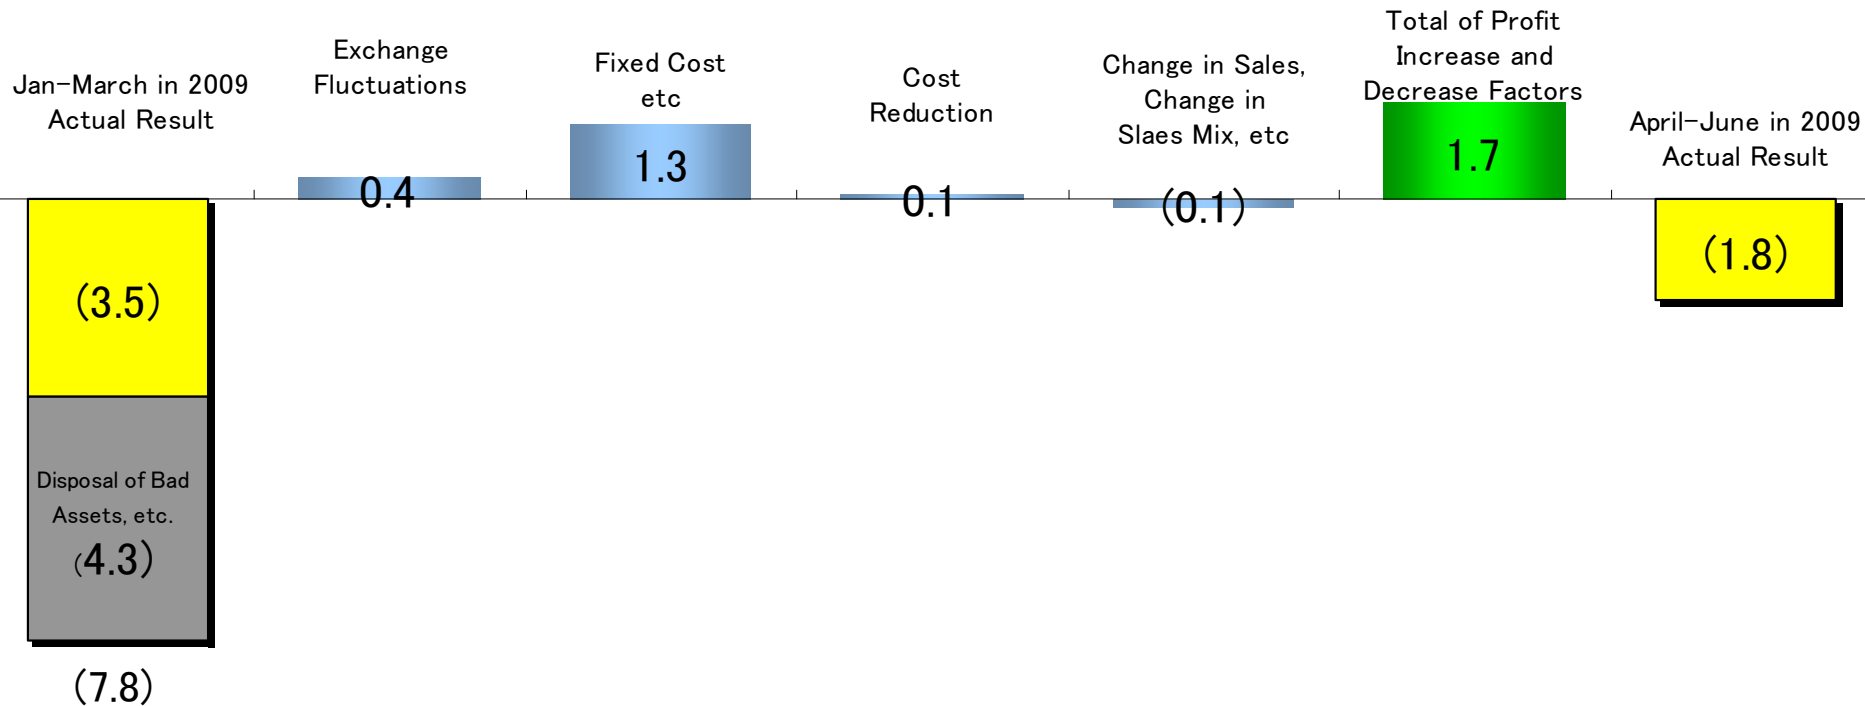 Jan-March in 2009
Actual Result
(3.5)
Disposal of Bad
Assets, etc.
(4.3)
(7.8)
Exchange
Fluctuations
0.4
Fixed Cost
etc
1.3
Cost
Reduction
0.1
Change in Sales,
Change in
Slaes Mix, etc
(0.1)
Total of Profit
Increase and
Decrease Factors
1.7
April-June in 2009
Actual Result
(1.8)